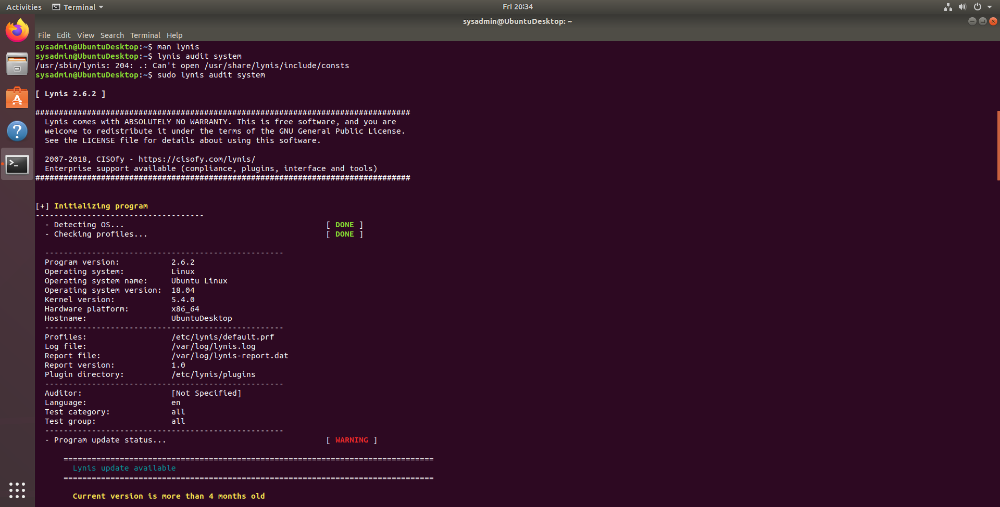 Activities Terminal Fri 20:34
sysadmin@UbuntuDesktop: ~
File Edit View Search Terminal Help
sysadmin@UbuntuDesktop:~$ man lynis
sysadmin@UbuntuDesktop:~$ lynis audit system
/usr/sbin/lynis: 204: .: Can't open /usr/share/lynis/include/consts
sysadmin@UbuntuDesktop:~$ sudo lynis audit system
[ Lynis 2.6.2 ]
################################################################################
Lynis comes with ABSOLUTELY NO WARRANTY. This is free software, and you are
welcome to redistribute it under the terms of the GNU General Public License.
See the LICENSE file for details about using this software.
2007-2018, CISOfy - https://cisofy.com/lynis/
Enterprise support available (compliance, plugins, interface and tools)
################################################################################
[+] Initializing program
------------------------------------
- Detecting OS... [ DONE ]
- Checking profiles... [ DONE ]
---------------------------------------------------
Program version: 2.6.2
Operating system: Linux
Operating system name: Ubuntu Linux
Operating system version: 18.04
Kernel version: 5.4.0
Hardware platform: x86_64
Hostname: UbuntuDesktop
---------------------------------------------------
Profiles: /etc/lynis/default.prf
Log file: /var/log/lynis.log
Report file: /var/log/lynis-report.dat
Report version: 1.0
Plugin directory: /etc/lynis/plugins
---------------------------------------------------
Auditor: [Not Specified]
Language: en
Test category: all
Test group: all
---------------------------------------------------
- Program update status... [ WARNING ]
===============================================================================
Lynis update available
===============================================================================
Current version is more than 4 months old